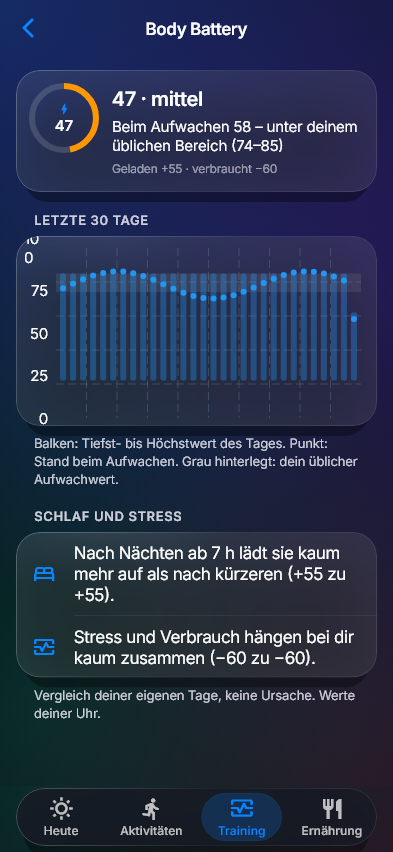 Body Battery
47
47 · mittel
Beim Aufwachen 58 – unter deinem
üblichen Bereich (74–85)
Geladen +55 · verbraucht −60
LETZTE 30 TAGE
10
0
75
50
25
0
Balken: Tiefst- bis Höchstwert des Tages. Punkt:
Stand beim Aufwachen. Grau hinterlegt: dein üblicher
Aufwachwert.
SCHLAF UND STRESS
Nach Nächten ab 7 h lädt sie kaum
mehr auf als nach kürzeren (+55 zu
+55).
Stress und Verbrauch hängen bei dir
kaum zusammen (−60 zu −60).
Vergleich deiner eigenen Tage, keine Ursache. Werte
deiner Uhr.
Heute
Aktivitäten
Training
Ernährung